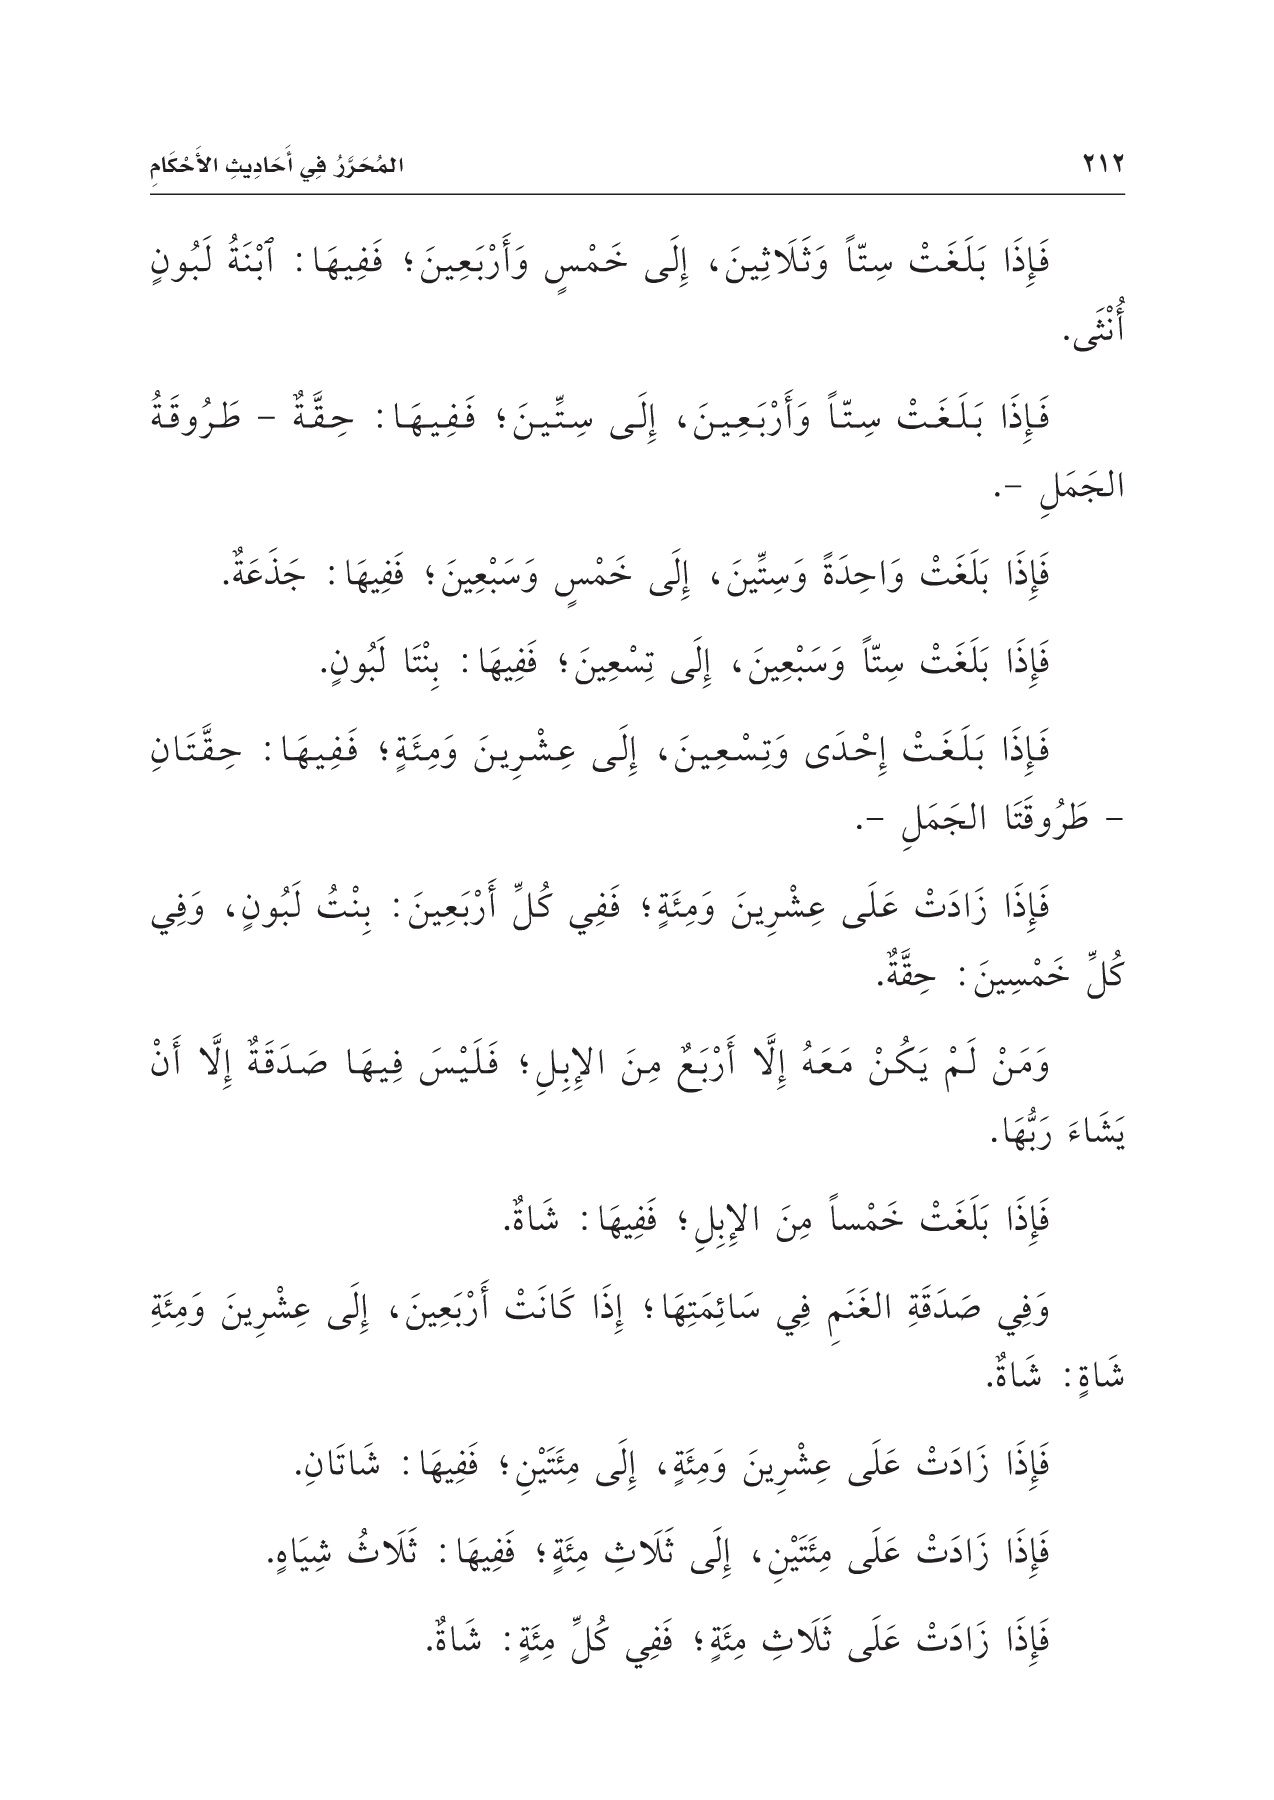 ٢١٢ المُحَرَّرُ فِي أَحَادِيثِ الأَحْكَامِ
فَإِذَا بَلَغَتْ سِتّاً وَثَلَاثِينَ، إِلَى خَمْسٍ وَأَرْبَعِينَ؛ فَفِيهَا: ٱبْنَةُ لَبُونٍ
أُنْثَى.
فَإِذَا بَلَغَتْ سِتّاً وَأَرْبَعِينَ، إِلَى سِتِّينَ؛ فَفِيهَا: حِقَّةٌ – طَرُوقَةُ
الجَمَلِ –.
فَإِذَا بَلَغَتْ وَاحِدَةً وَسِتِّينَ، إِلَى خَمْسٍ وَسَبْعِينَ؛ فَفِيهَا: جَذَعَةٌ.
فَإِذَا بَلَغَتْ سِتّاً وَسَبْعِينَ، إِلَى تِسْعِينَ؛ فَفِيهَا: بِنْتَا لَبُونٍ.
فَإِذَا بَلَغَتْ إِحْدَى وَتِسْعِينَ، إِلَى عِشْرِينَ وَمِئَةٍ؛ فَفِيهَا: حِقَّتَانِ
– طَرُوقَتَا الجَمَلِ –.
فَإِذَا زَادَتْ عَلَى عِشْرِينَ وَمِئَةٍ؛ فَفِي كُلِّ أَرْبَعِينَ: بِنْتُ لَبُونٍ، وَفِي
كُلِّ خَمْسِينَ: حِقَّةٌ.
وَمَنْ لَمْ يَكُنْ مَعَهُ إِلَّا أَرْبَعٌ مِنَ الإِبِلِ؛ فَلَيْسَ فِيهَا صَدَقَةٌ إِلَّا أَنْ
يَشَاءَ رَبُّهَا.
فَإِذَا بَلَغَتْ خَمْساً مِنَ الإِبِلِ؛ فَفِيهَا: شَاةٌ.
وَفِي صَدَقَةِ الغَنَمِ فِي سَائِمَتِهَا؛ إِذَا كَانَتْ أَرْبَعِينَ، إِلَى عِشْرِينَ وَمِئَةِ
شَاةٍ: شَاةٌ.
فَإِذَا زَادَتْ عَلَى عِشْرِينَ وَمِئَةٍ، إِلَى مِئَتَيْنِ؛ فَفِيهَا: شَاتَانِ.
فَإِذَا زَادَتْ عَلَى مِئَتَيْنِ، إِلَى ثَلَاثِ مِئَةٍ؛ فَفِيهَا: ثَلَاثُ شِيَاهٍ.
فَإِذَا زَادَتْ عَلَى ثَلَاثِ مِئَةٍ؛ فَفِي كُلِّ مِئَةٍ: شَاةٌ.